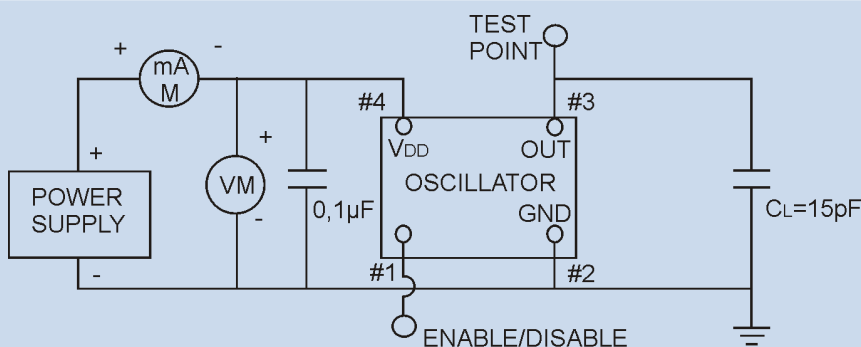 TEST
POINT
+ -
mA
M
#4 #3
+
VDD OUT
+
POWER
SUPPLY
VM
0,1µF
OSCILLATOR
GND
CL=15pF
-
-
#1 #2
ENABLE/DISABLE